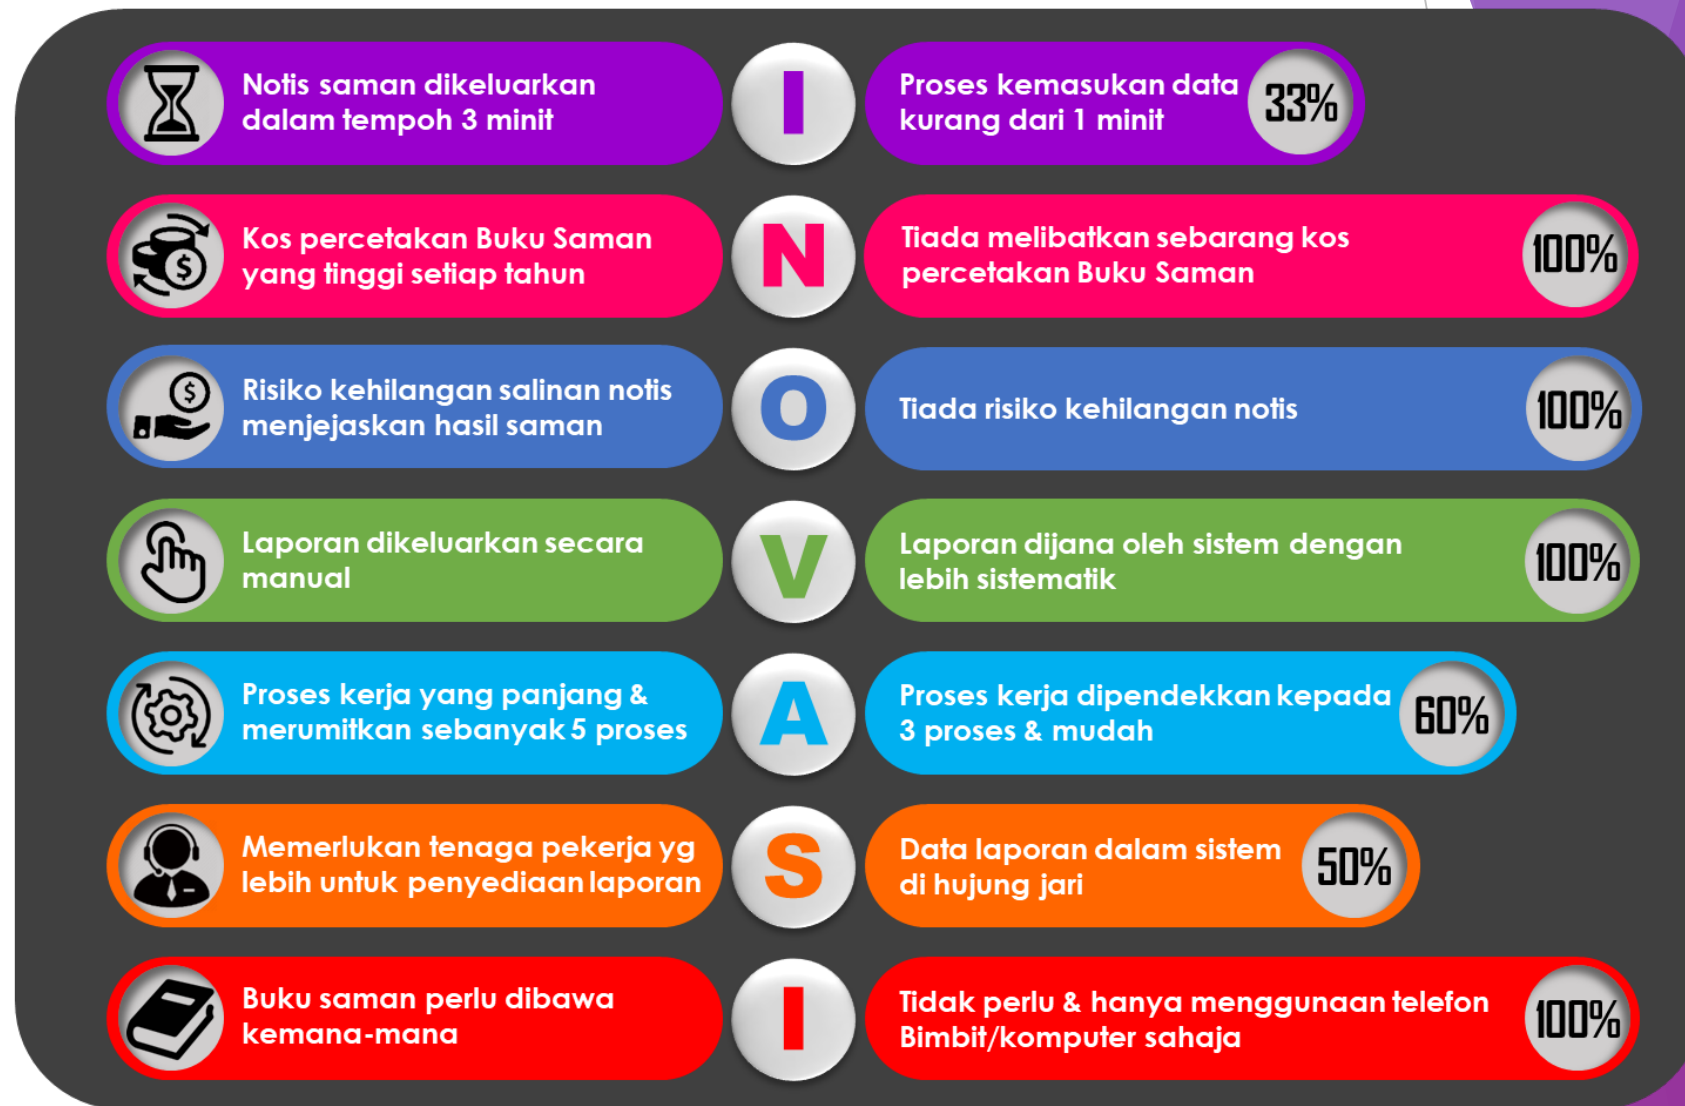 Notis saman dikeluarkan
dalam tempoh 3 minit
I
Proses kemasukan data
kurang dari 1 minit
33%
Kos percetakan Buku Saman
yang tinggi setiap tahun
N
Tiada melibatkan sebarang kos
percetakan Buku Saman
100%
Risiko kehilangan salinan notis
menjejaskan hasil saman
O
Tiada risiko kehilangan notis
100%
Laporan dikeluarkan secara
manual
V
Laporan dijana oleh sistem dengan
lebih sistematik
100%
Proses kerja yang panjang &
merumitkan sebanyak 5 proses
A
Proses kerja dipendekkan kepada
3 proses & mudah
60%
Memerlukan tenaga pekerja yg
lebih untuk penyediaan laporan
S
Data laporan dalam sistem
di hujung jari
50%
Buku saman perlu dibawa
kemana-mana
I
Tidak perlu & hanya menggunaan telefon
Bimbit/komputer sahaja
100%